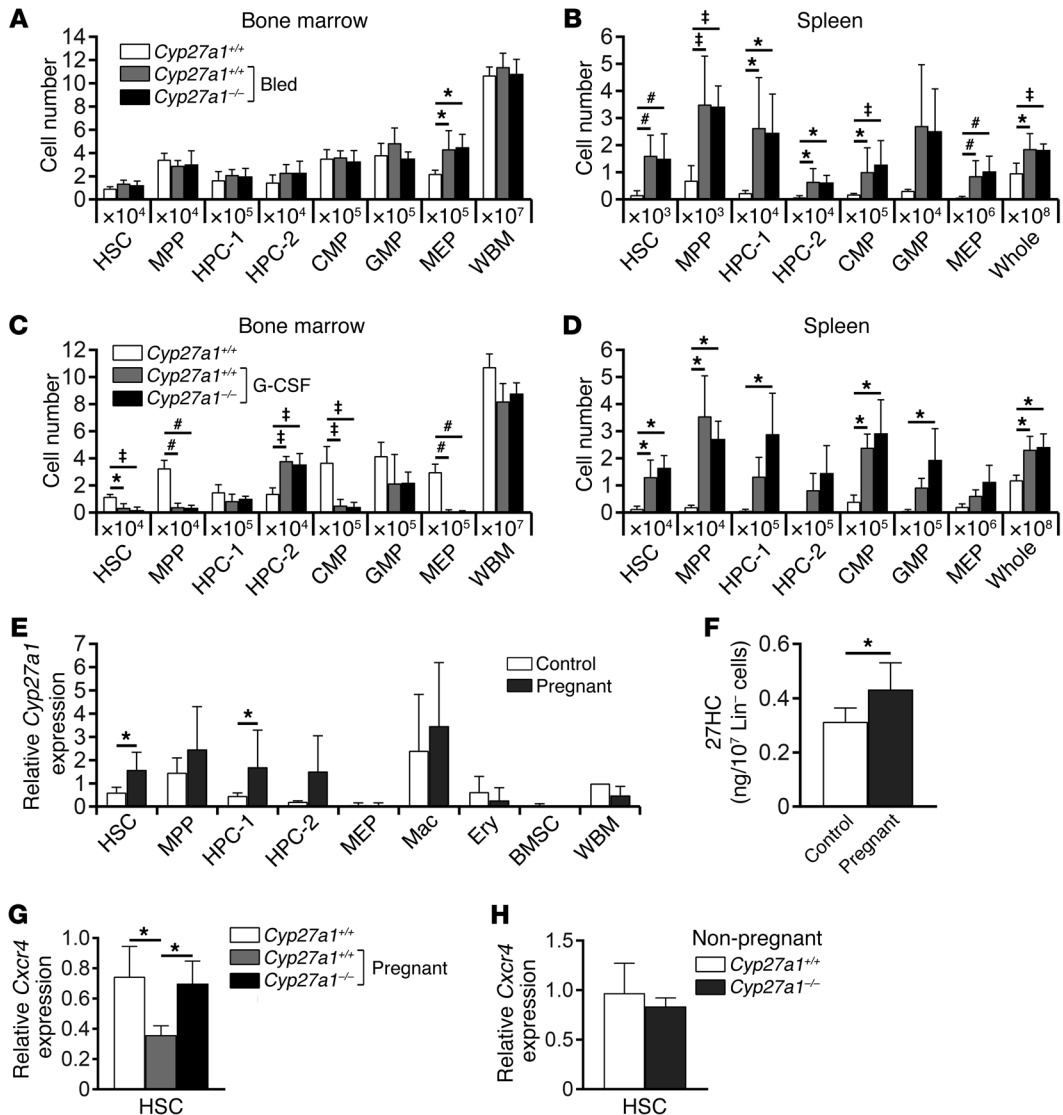 A
Bone marrow
Cell number
14
12
10
8
6
4
2
0
Cyp27a1+/+
Cyp27a1+/+
Cyp27a1−/−
Bled
*
*
×10⁴ ×10⁴ ×10⁵ ×10⁴ ×10⁵ ×10⁵ ×10⁵ ×10⁷
HSC MPP HPC-1 HPC-2 CMP GMP MEP WBM
B
Spleen
Cell number
6
5
4
3
2
1
0
# # ‡ ‡ * * * * ‡ * # # ‡ *
×10³ ×10³ ×10⁴ ×10⁴ ×10⁵ ×10⁴ ×10⁶ ×10⁸
HSC MPP HPC-1 HPC-2 CMP GMP MEP Whole
C
Bone marrow
Cell number
12
10
8
6
4
2
0
Cyp27a1+/+
Cyp27a1+/+
Cyp27a1−/−
G-CSF
‡ * # # ‡ ‡ ‡ ‡ # #
×10⁴ ×10⁴ ×10⁵ ×10⁴ ×10⁵ ×10⁵ ×10⁵ ×10⁷
HSC MPP HPC-1 HPC-2 CMP GMP MEP WBM
D
Spleen
Cell number
6
5
4
3
2
1
0
* * * * * * * * * *
×10⁴ ×10⁴ ×10⁵ ×10⁵ ×10⁵ ×10⁵ ×10⁶ ×10⁸
HSC MPP HPC-1 HPC-2 CMP GMP MEP Whole
E
Relative Cyp27a1
expression
7
6
5
4
3
2
1
0
Control
Pregnant
* *
HSC MPP HPC-1 HPC-2 MEP Mac Ery BMSC WBM
F
27HC
(ng/10⁷ Lin⁻ cells)
0.6
0.4
0.2
0
*
Control
Pregnant
G
Relative Cxcr4
expression
1.0
0.8
0.6
0.4
0.2
0
* *
HSC
Cyp27a1+/+
Cyp27a1+/+
Cyp27a1−/−
Pregnant
H
Relative Cxcr4
expression
1.5
1.0
0.5
0
HSC
Non-pregnant
Cyp27a1+/+
Cyp27a1−/−